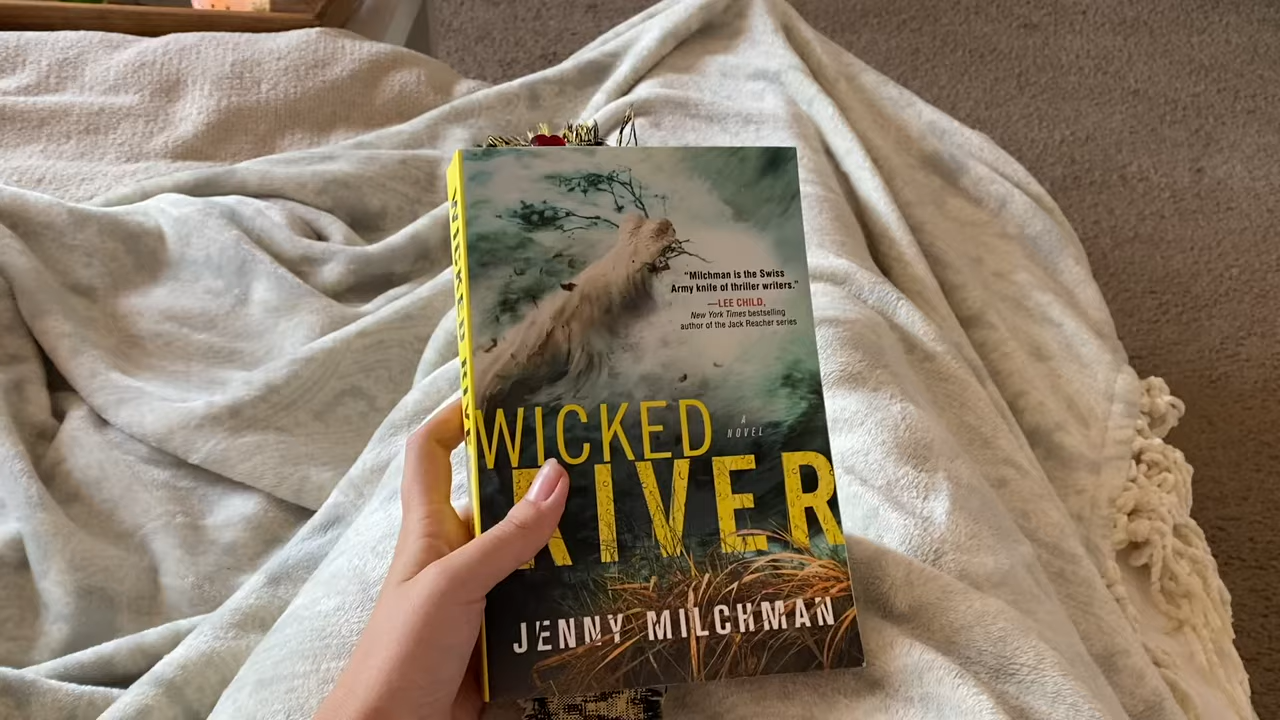 WICKED RIVE
“Milchman is the Swiss
Army knife of thriller writers.”
—LEE CHILD,
New York Times bestselling
author of the Jack Reacher series
WICKED
A
NOVEL
RIVER
JENNY MILCHMAN